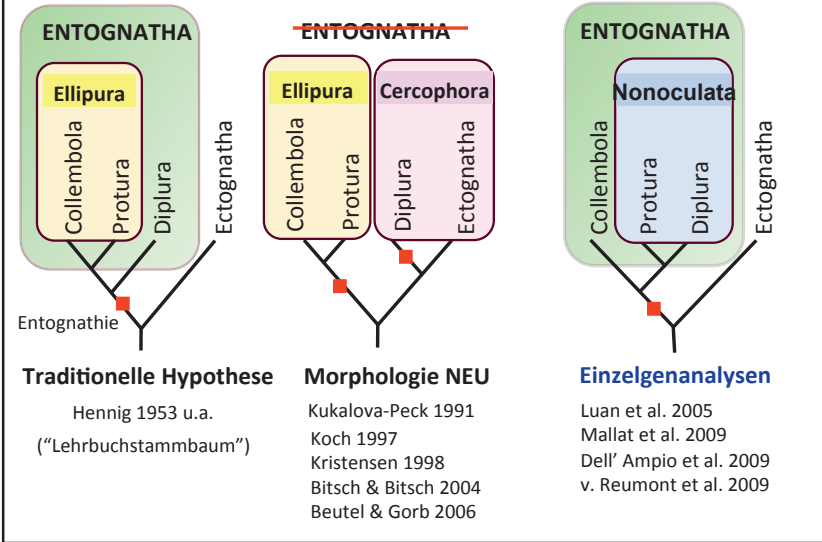 ENTOGNATHA
Ellipura
Collembola
Protura
Diplura
Ectognatha
Entognathie
Traditionelle Hypothese
Hennig 1953 u.a.
(“Lehrbuchstammbaum”)
ENTOGNATHA
Ellipura
Cercophora
Collembola
Protura
Diplura
Ectognatha
Morphologie NEU
Kukalova-Peck 1991
Koch 1997
Kristensen 1998
Bitsch & Bitsch 2004
Beutel & Gorb 2006
ENTOGNATHA
Nonoculata
Collembola
Protura
Diplura
Ectognatha
Einzelgenanalysen
Luan et al. 2005
Mallat et al. 2009
Dell’ Ampio et al. 2009
v. Reumont et al. 2009